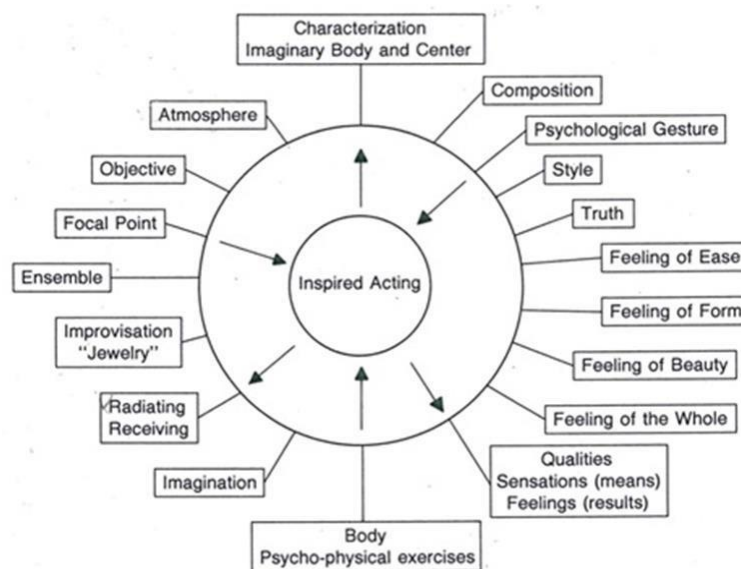 Characterization
Imaginary Body and Center
Composition
Atmosphere
Psychological Gesture
Objective
Style
Focal Point
Truth
Ensemble
Inspired Acting
Feeling of Ease
Improvisation
"Jewelry"
Feeling of Form
Radiating
Receiving
Feeling of Beauty
Imagination
Feeling of the Whole
Body
Psycho-physical exercises
Qualities
Sensations (means)
Feelings (results)